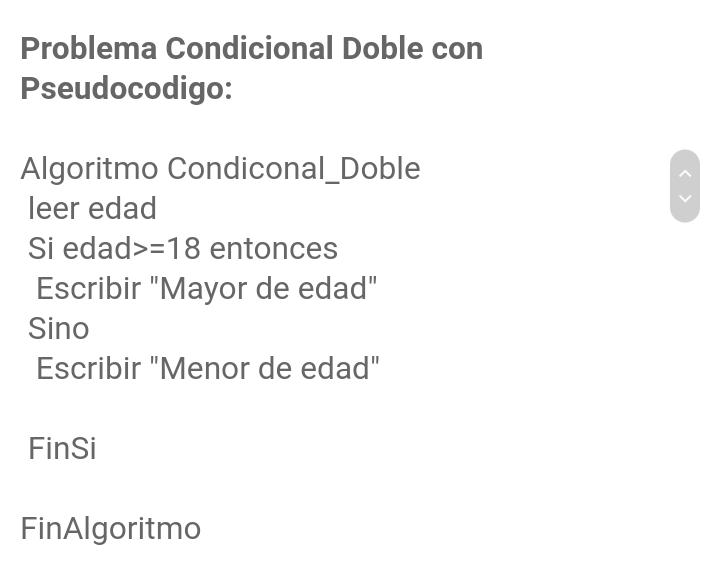 Problema Condicional Doble con
Pseudocodigo:
Algoritmo Condiconal_Doble
leer edad
Si edad>=18 entonces
Escribir "Mayor de edad"
Sino
Escribir "Menor de edad"
FinSi
FinAlgoritmo